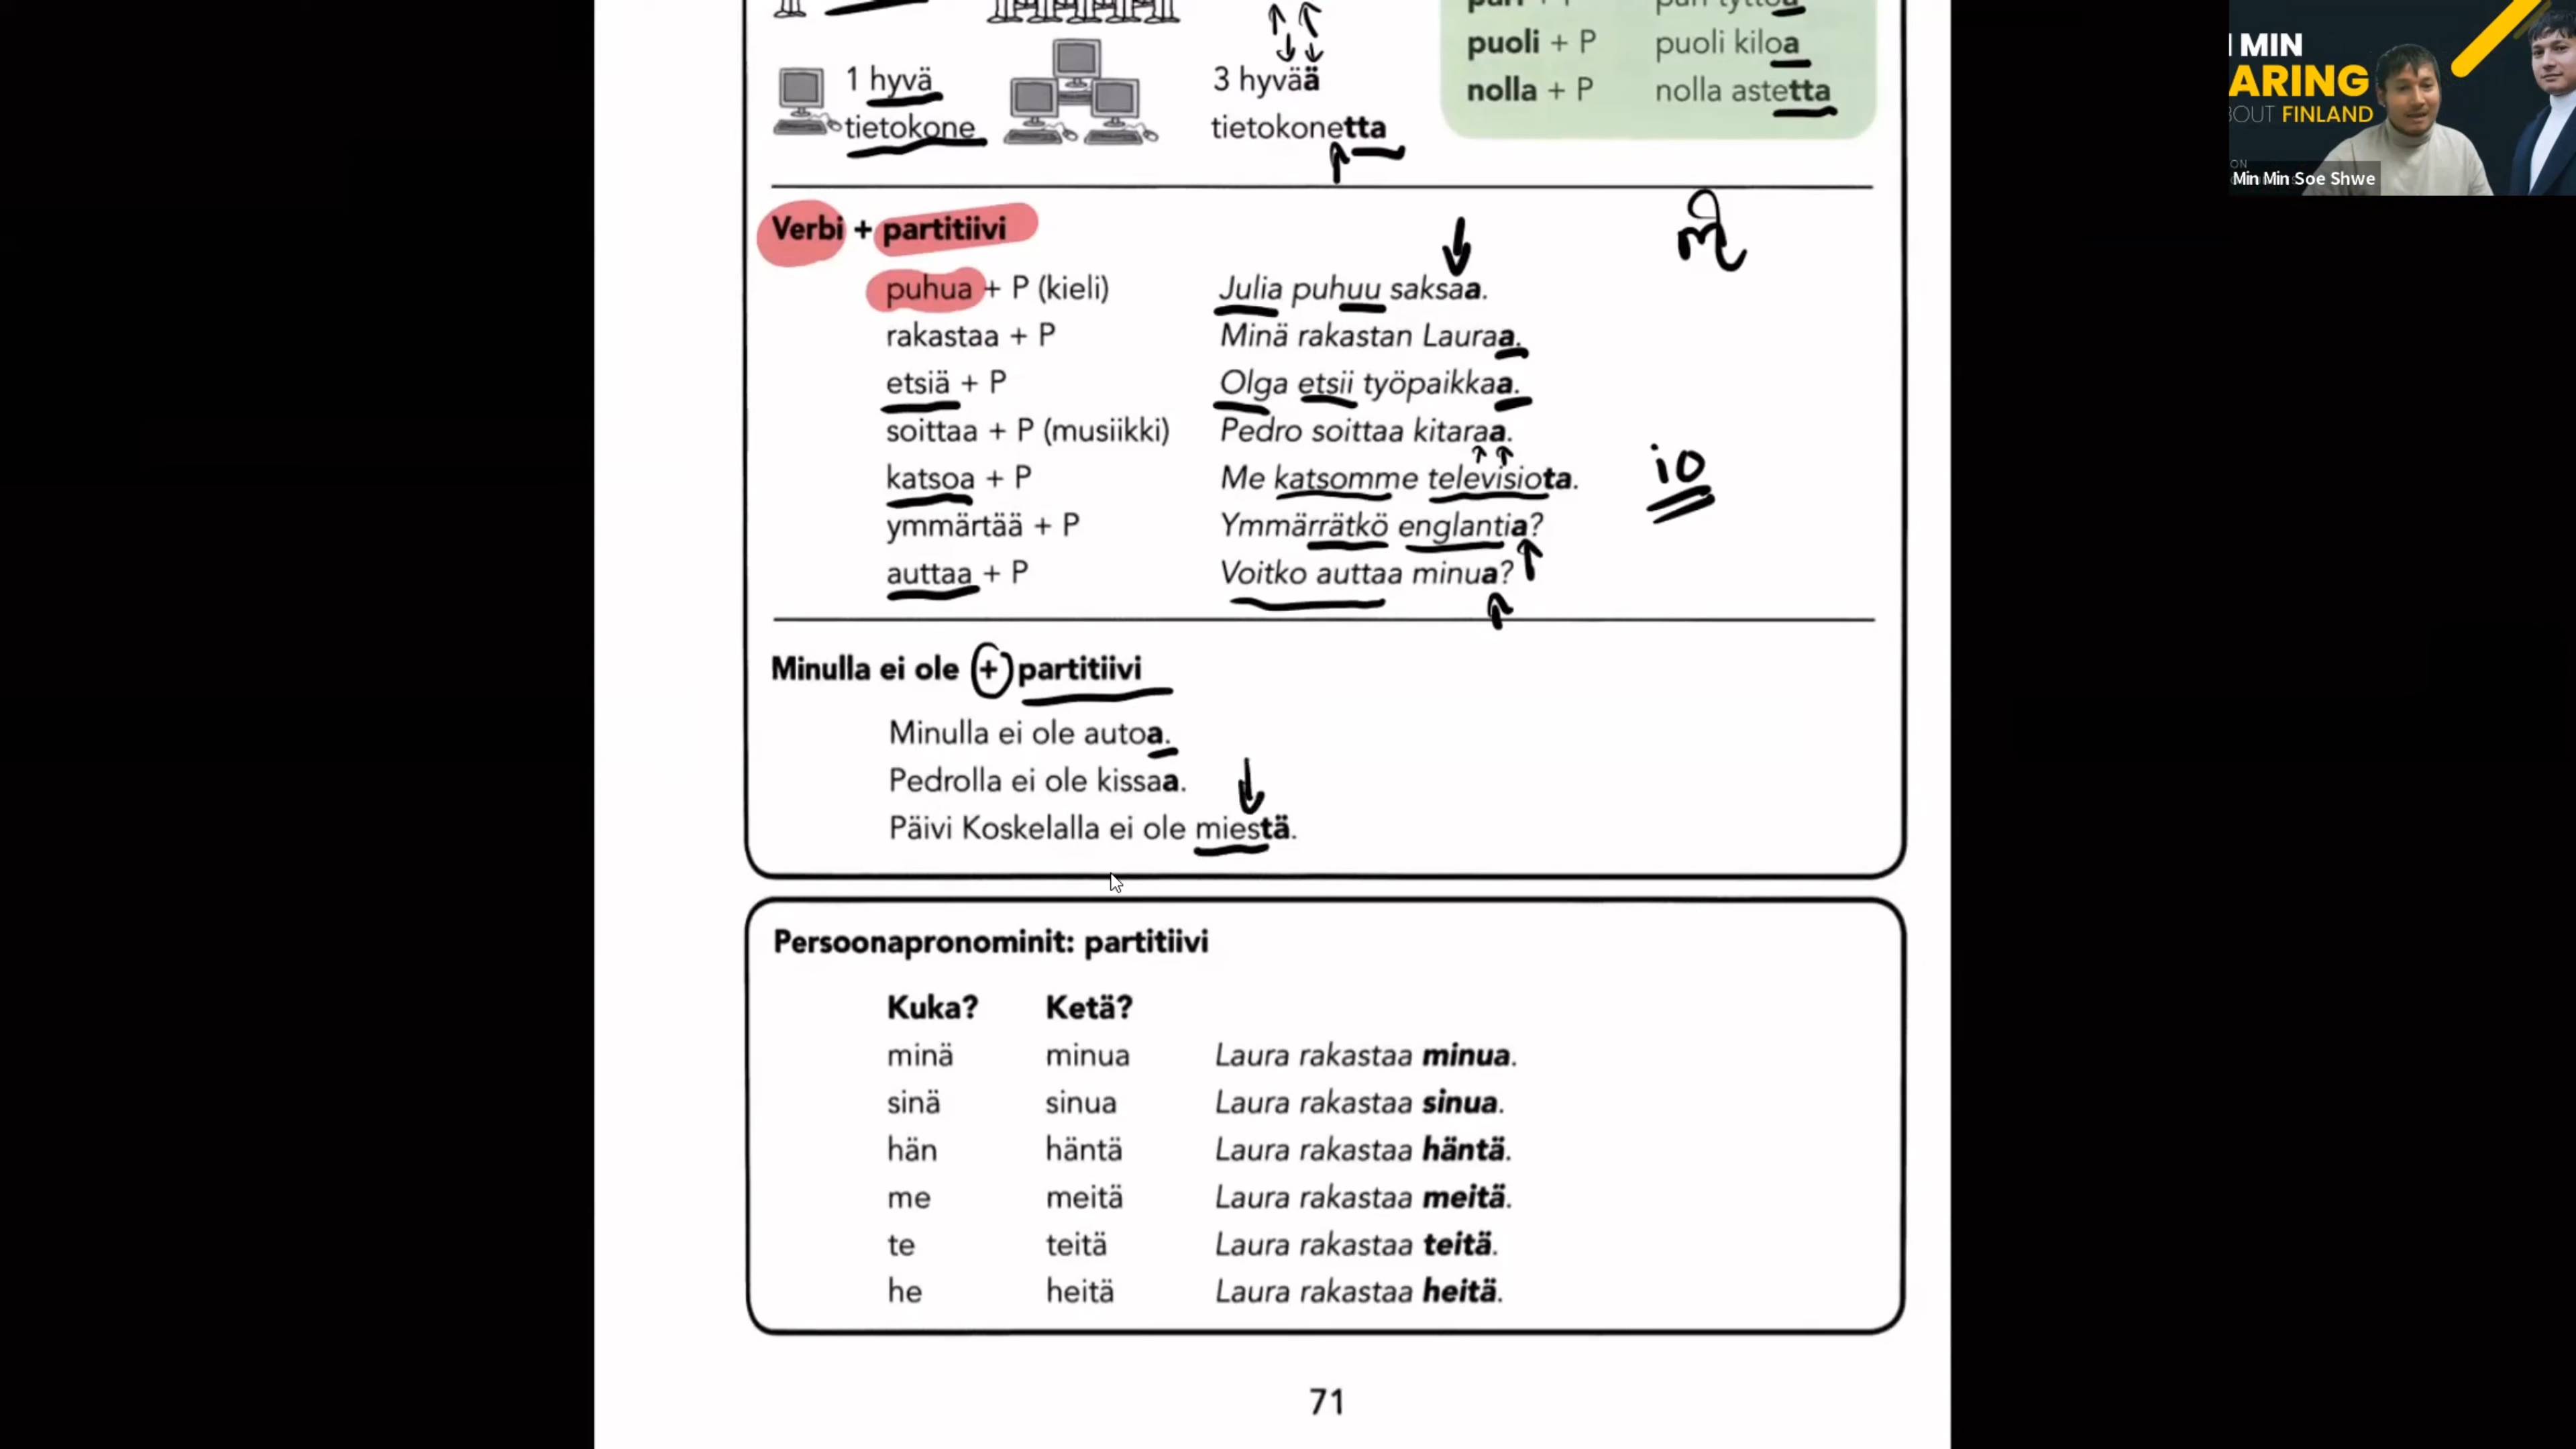 puoli + P puoli kiloa
nolla + P nolla astetta
1 hyvä
tietokone
3 hyvää
tietokonetta
Verbi + partitiivi
puhua + P (kieli) Julia puhuu saksaa.
rakastaa + P Minä rakastan Lauraa.
etsiä + P Olga etsii työpaikkaa.
soittaa + P (musiikki) Pedro soittaa kitaraa.
katsoa + P Me katsomme televisiota.
io
ymmärtää + P Ymmärrätkö englantia?
auttaa + P Voitko auttaa minua?
Minulla ei ole + partitiivi
Minulla ei ole autoa.
Pedrolla ei ole kissaa.
Päivi Koskelalla ei ole miestä.
Persoonapronominit: partitiivi
Kuka? Ketä?
minä minua Laura rakastaa minua.
sinä sinua Laura rakastaa sinua.
hän häntä Laura rakastaa häntä.
me meitä Laura rakastaa meitä.
te teitä Laura rakastaa teitä.
he heitä Laura rakastaa heitä.
71
MIN
ARING
BOUT FINLAND
ON
Min Min Soe Shwe